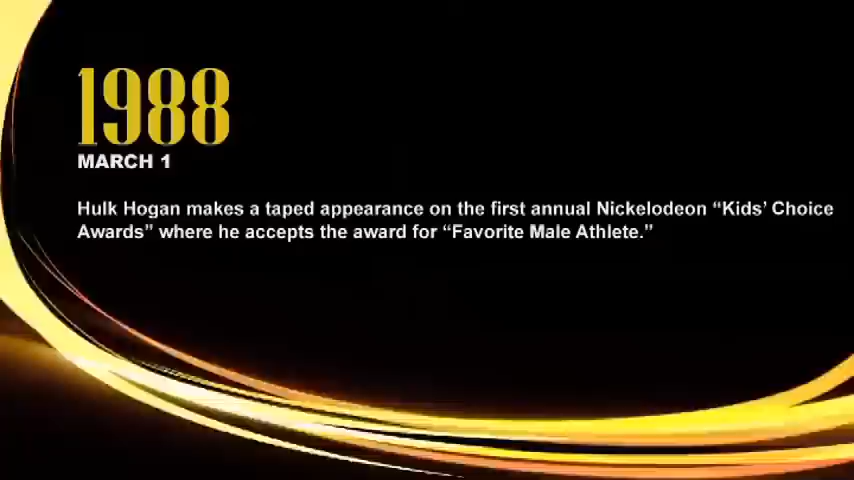 1988
MARCH 1
Hulk Hogan makes a taped appearance on the first annual Nickelodeon “Kids’ Choice
Awards” where he accepts the award for “Favorite Male Athlete.”